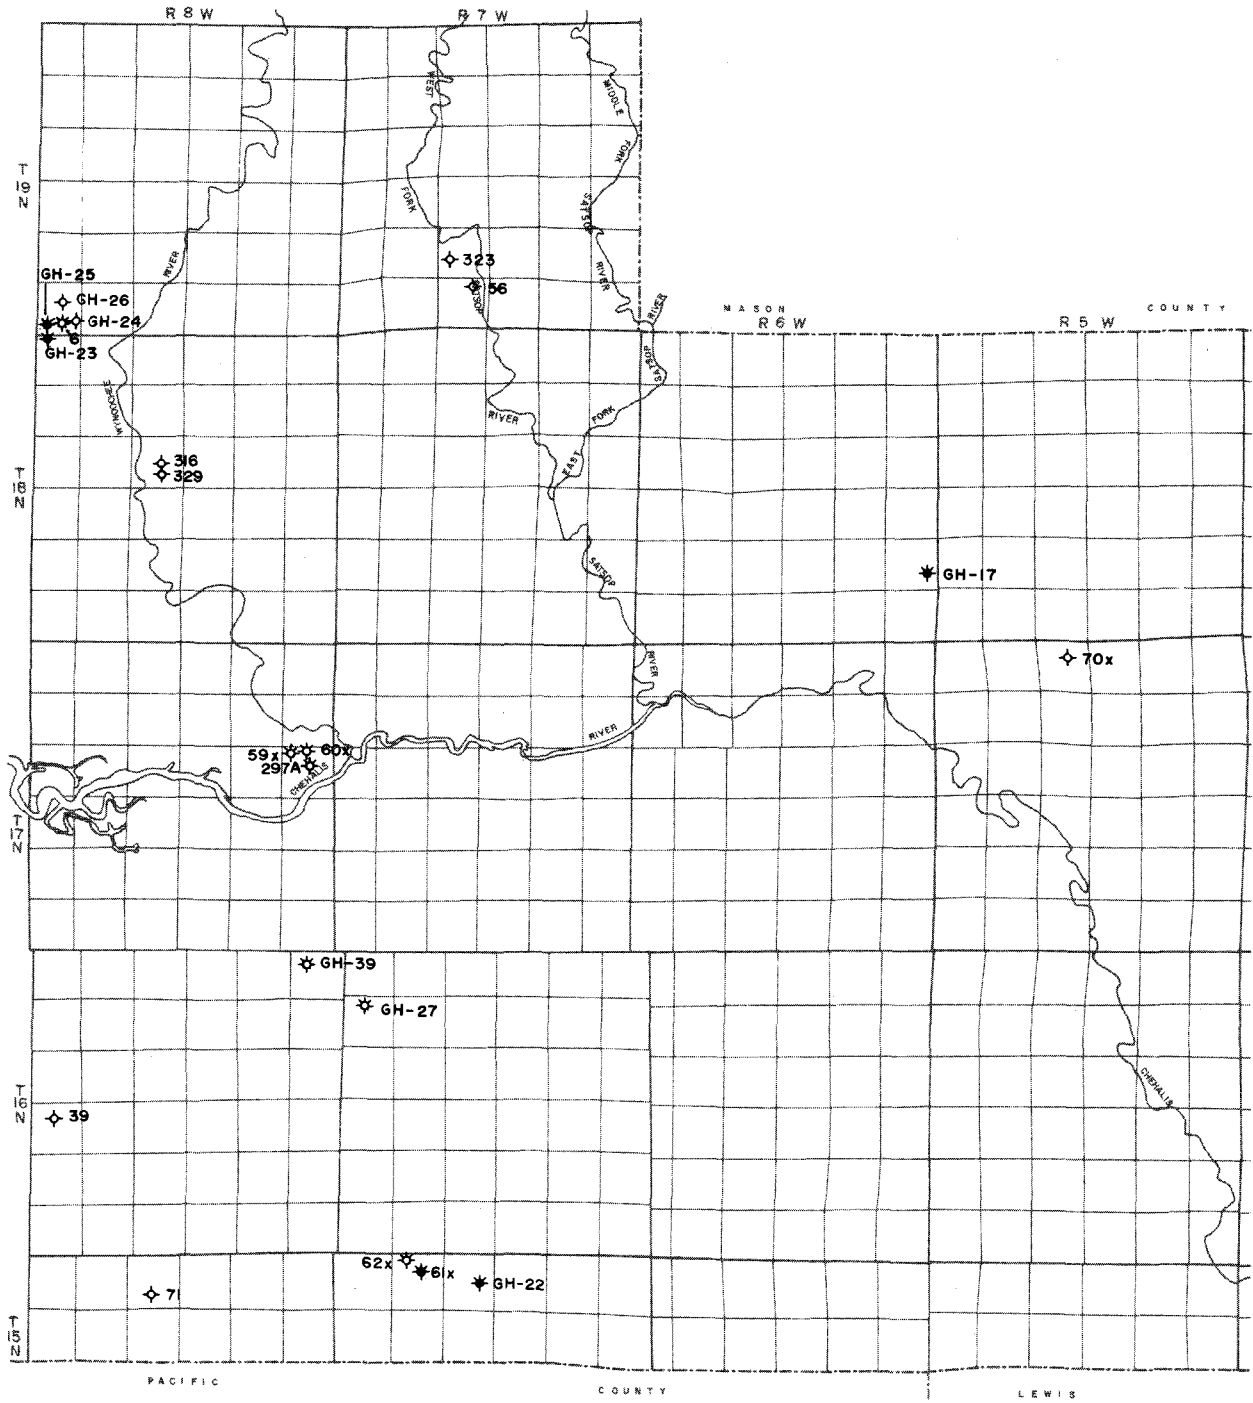 R 8 W
R 7 W
WEST
MIDDLE
FORK
T
19
N
FORK
SATSOP
RIVER
323
RIVER
GH-25
56
SATSOP
GH-26
GH-24
6
GH-23
RIVER
MASON
COUNTY
R 6 W
R 5 W
SATSOP
WYNOOCHEE
RIVER
FORK
EAST
316
329
T
18
N
SATSOP
GH-17
RIVER
70x
RIVER
59x
60x
297A
CHEHALIS
T
17
N
GH-39
GH-27
CHEHALIS
T
16
N
39
62x
61x
GH-22
71
T
15
N
PACIFIC
COUNTY
LEWIS